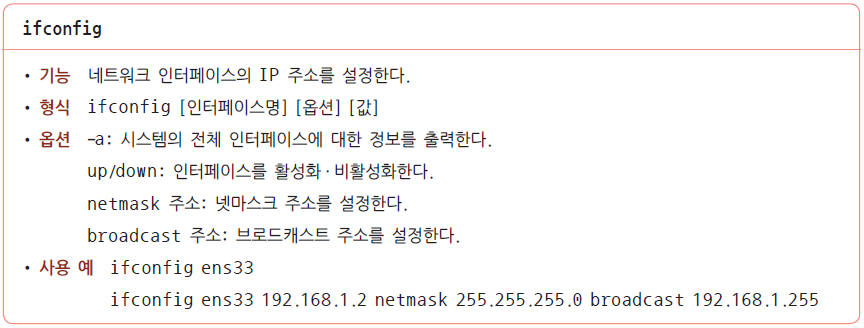 ifconfig
• 기능 네트워크 인터페이스의 IP 주소를 설정한다.
• 형식 ifconfig [인터페이스명] [옵션] [값]
• 옵션 -a: 시스템의 전체 인터페이스에 대한 정보를 출력한다.
up/down: 인터페이스를 활성화·비활성화한다.
netmask 주소: 넷마스크 주소를 설정한다.
broadcast 주소: 브로드캐스트 주소를 설정한다.
• 사용 예 ifconfig ens33
ifconfig ens33 192.168.1.2 netmask 255.255.255.0 broadcast 192.168.1.255